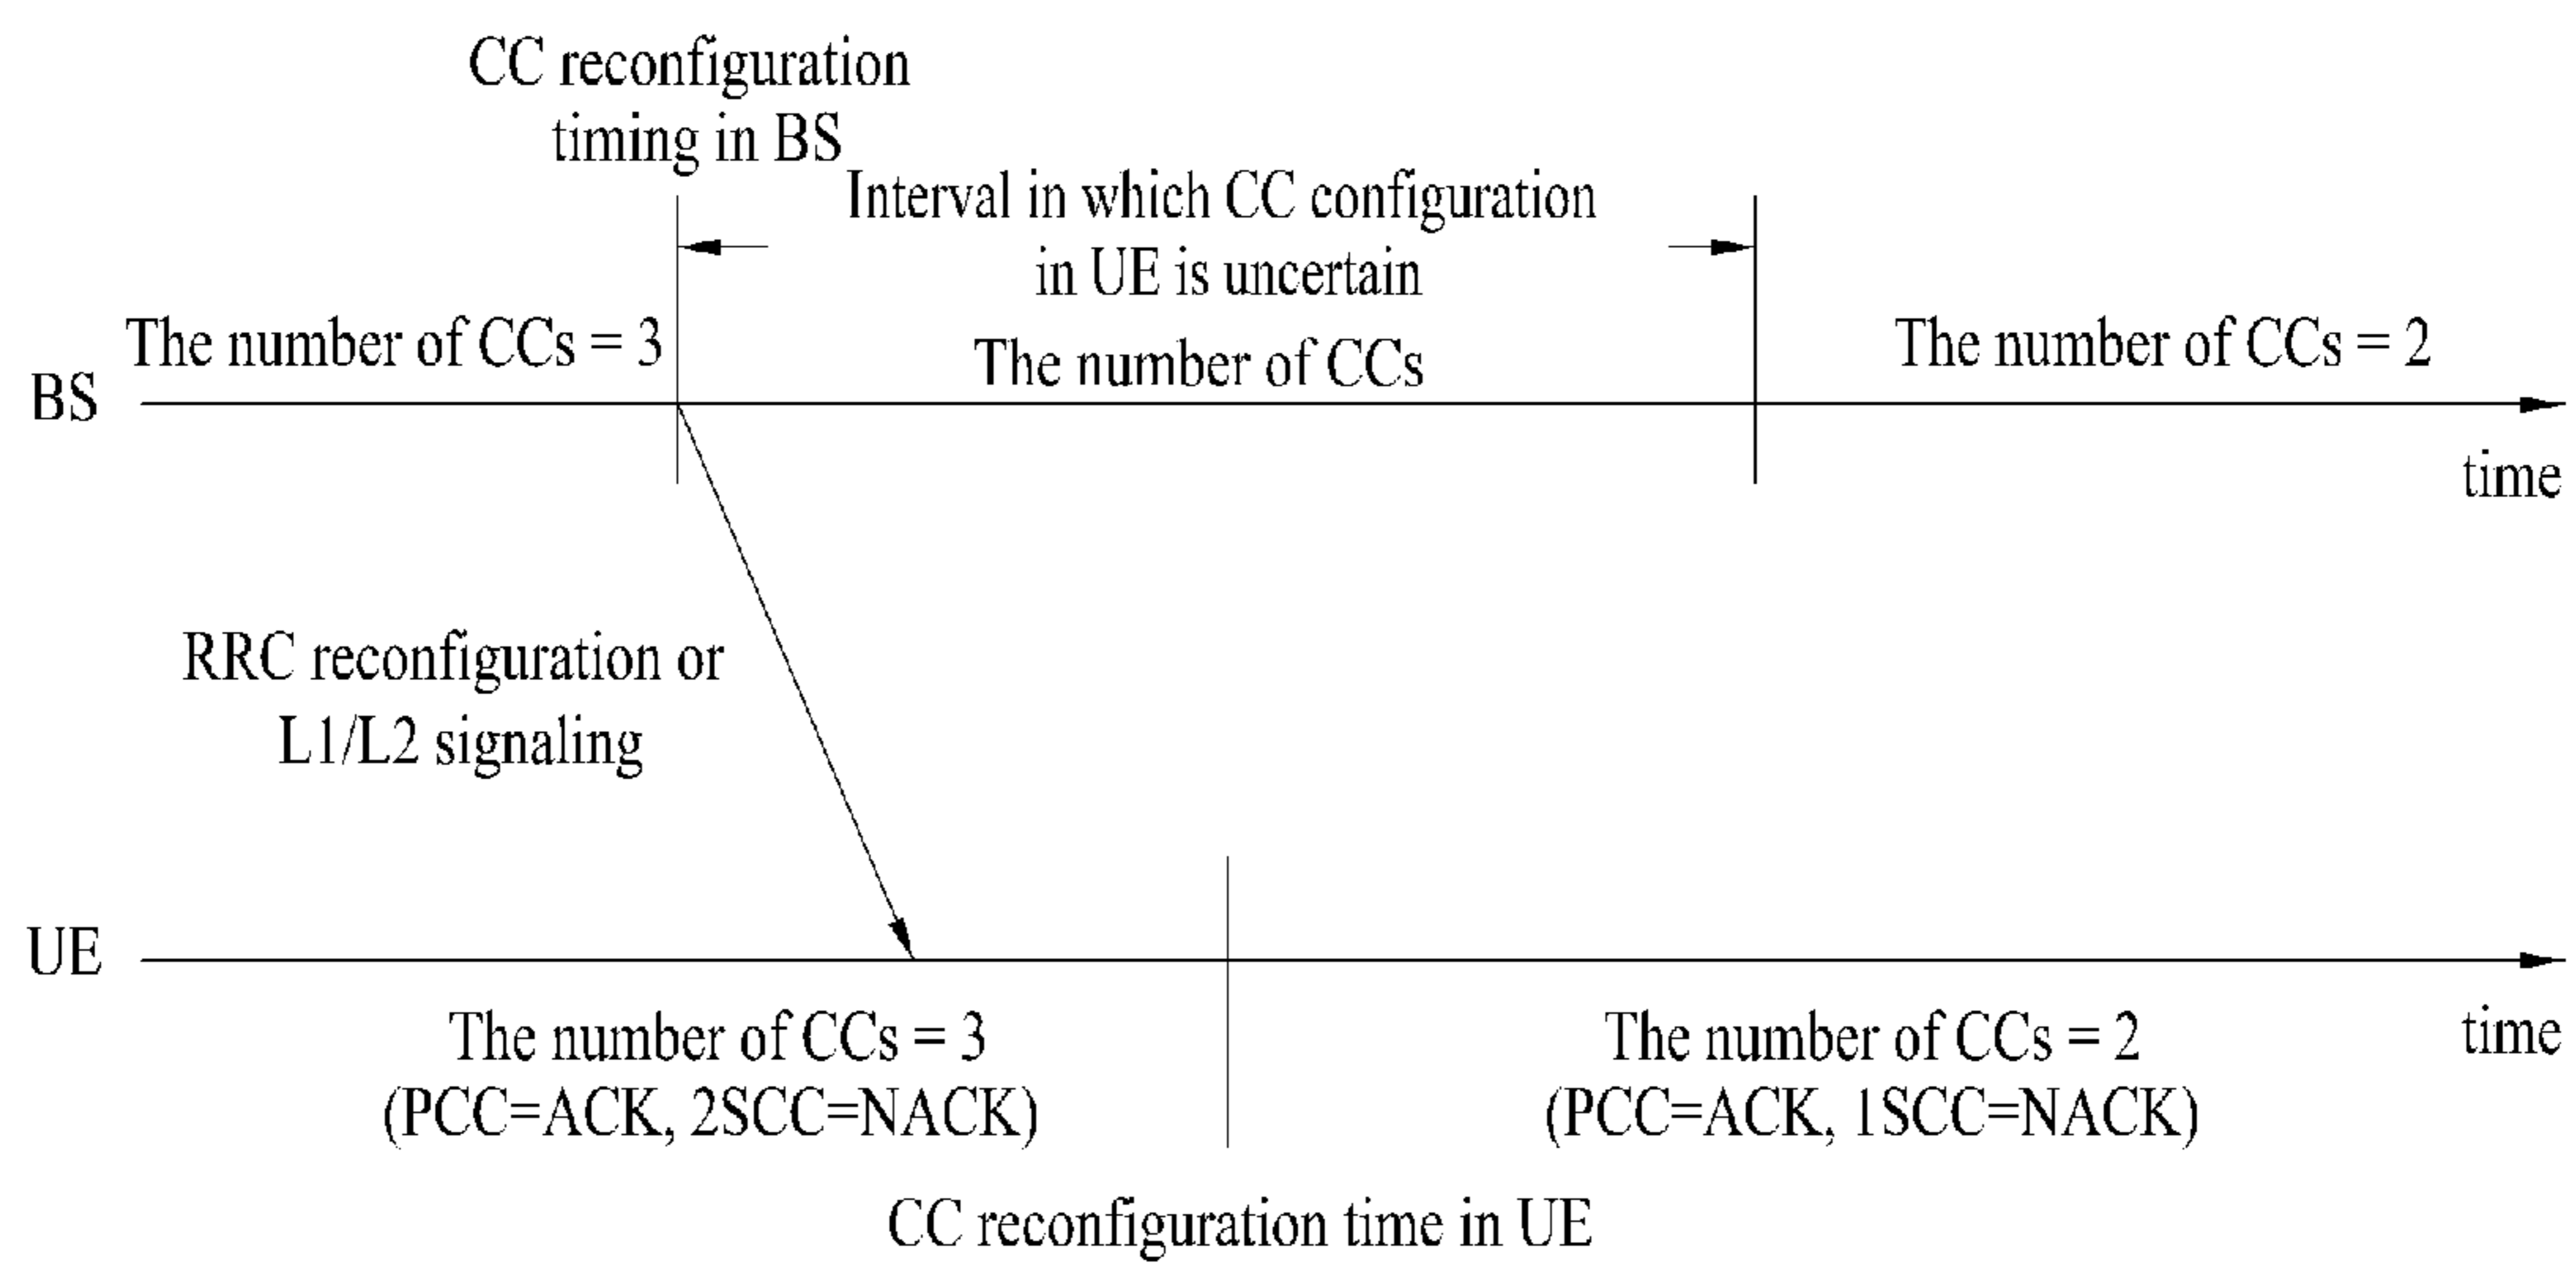 CC reconfiguration
timing in BS
Interval in which CC configuration
in UE is uncertain
The number of CCs = 3
The number of CCs
The number of CCs = 2
BS
time
RRC reconfiguration or
L1/L2 signaling
UE
time
The number of CCs = 3
(PCC=ACK, 2SCC=NACK)
The number of CCs = 2
(PCC=ACK, 1SCC=NACK)
CC reconfiguration time in UE